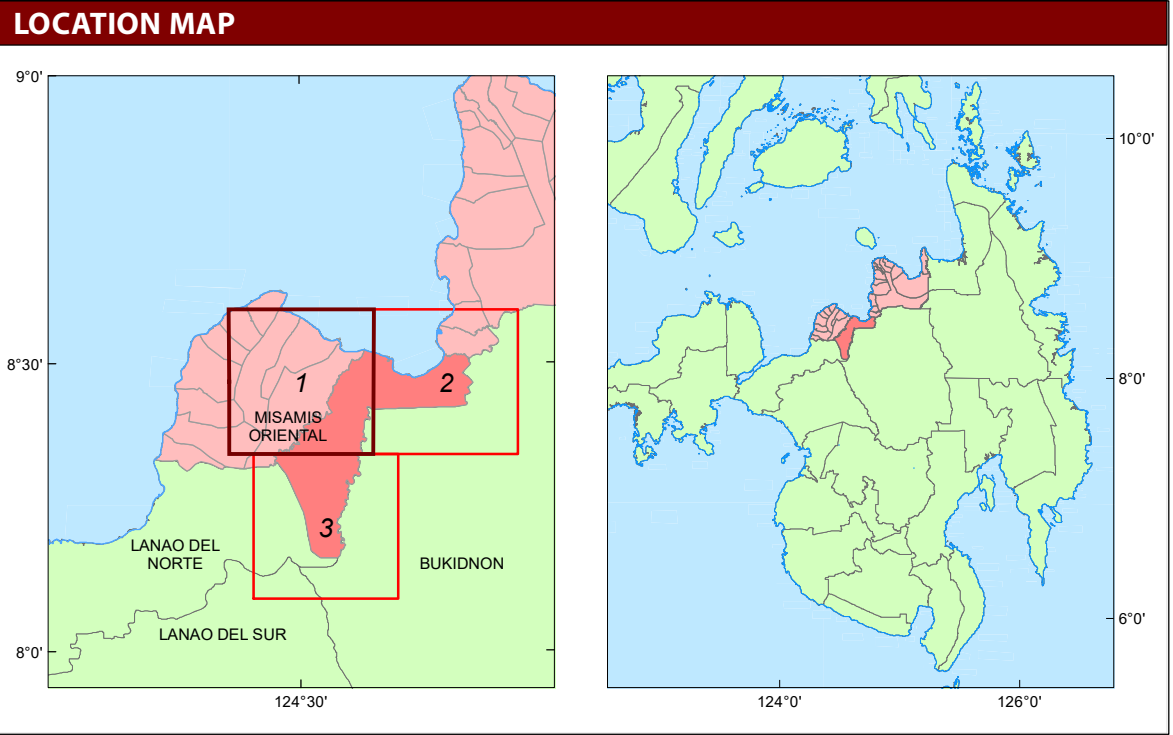 LOCATION MAP
9°0'
8°30'
8°0'
124°30'
1
MISAMIS
ORIENTAL
2
3
LANAO DEL
NORTE
BUKIDNON
LANAO DEL SUR
10°0'
8°0'
6°0'
124°0'
126°0'